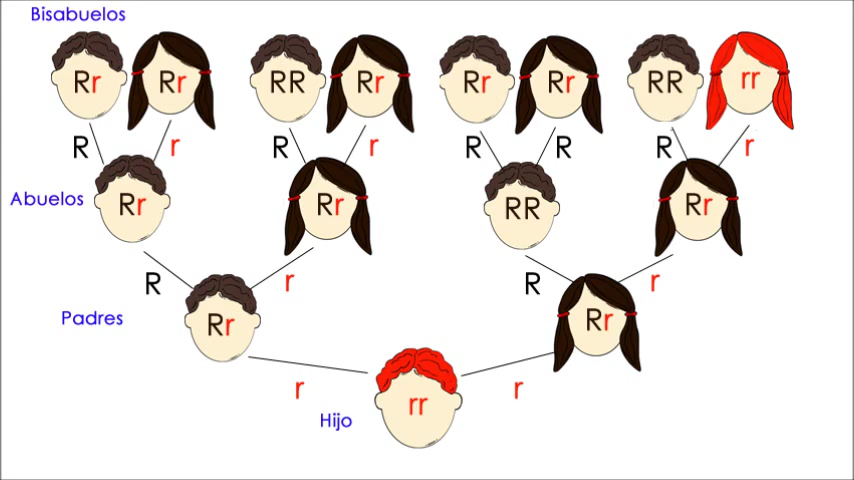 Bisabuelos
Rr Rr RR Rr Rr Rr RR rr
R r R r R R R r
Abuelos
Rr Rr RR Rr
R r R r
Padres
Rr Rr
r r
rr
Hijo